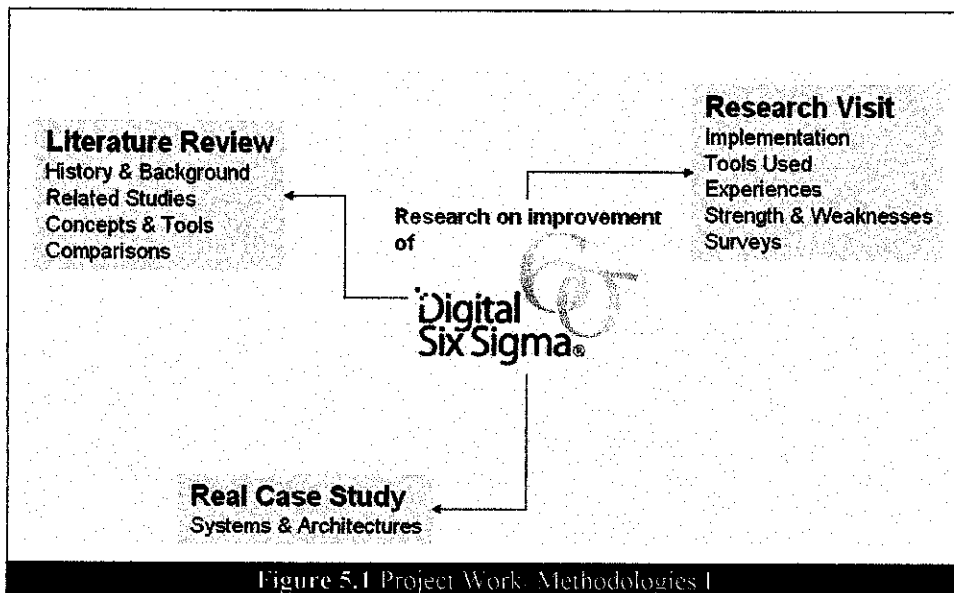 Research Visit
Implementation
Tools Used
Experiences
Strength & Weaknesses
Surveys
Literature Review
History & Background
Related Studies
Concepts & Tools
Comparisons
Research on improvement
of
Digital
Six Sigma®
Real Case Study
Systems & Architectures
Figure 5.1 Project Work Methodologies I